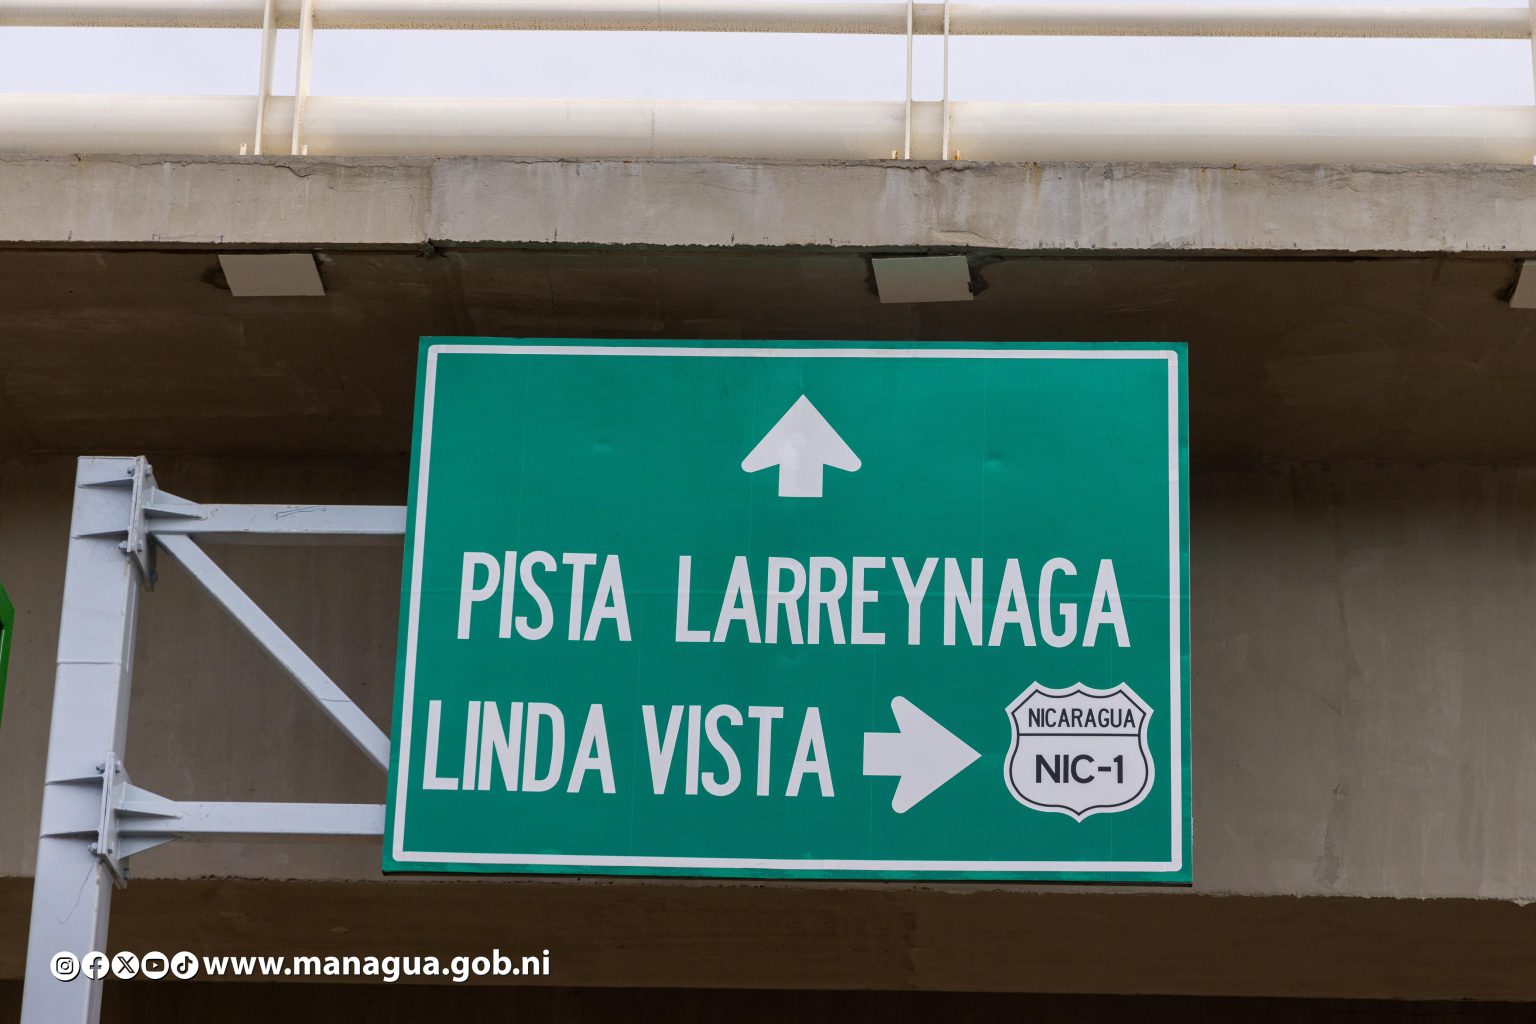 PISTA LARREYNAGA
LINDA VISTA
NICARAGUA
NIC-1
www.managua.gob.ni